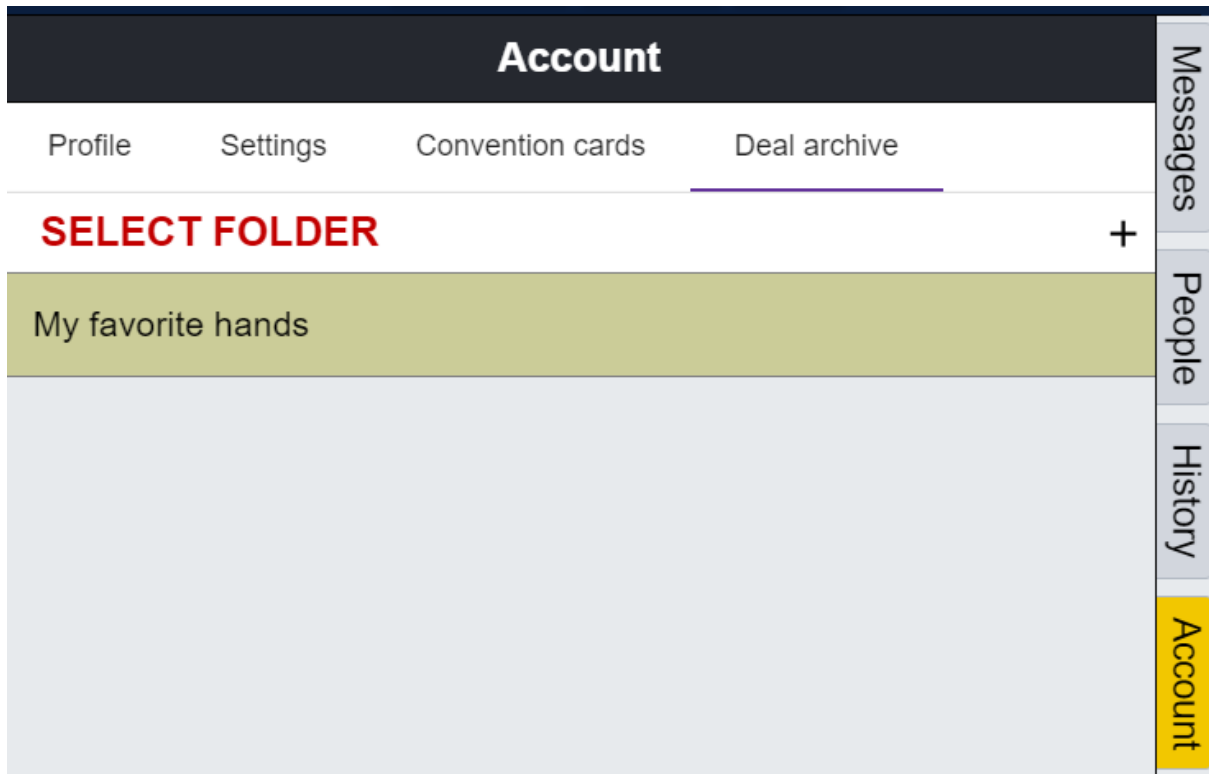 Account
Profile Settings Convention cards Deal archive
SELECT FOLDER +
My favorite hands
Messages
People
History
Account